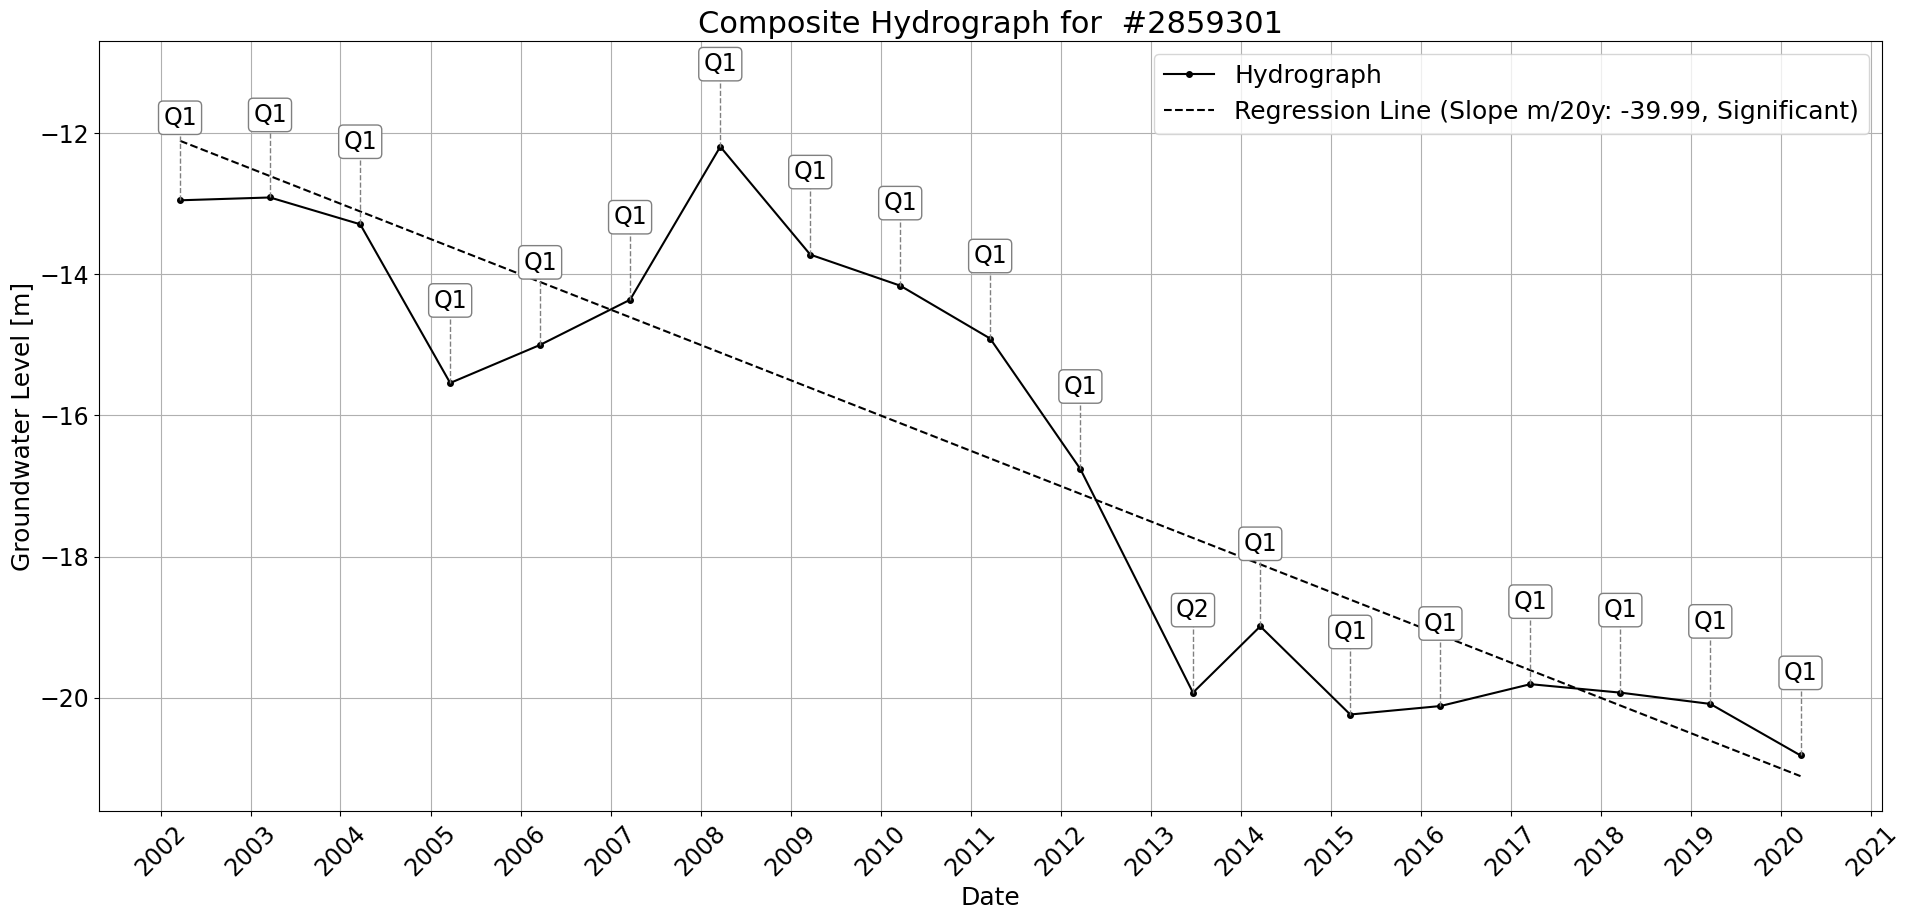 Composite Hydrograph for  #2859301
Hydrograph
Regression Line (Slope m/20y: -39.99, Significant)
Q1
Q1
Q1
Q1
Q1
Q1
Q1
Q1
Q1
Q1
Q1
Q2
Q1
Q1
Q1
Q1
Q1
Q1
Q1
Groundwater Level [m]
−12
−14
−16
−18
−20
2002
2003
2004
2005
2006
2007
2008
2009
2010
2011
2012
2013
2014
2015
2016
2017
2018
2019
2020
2021
Date